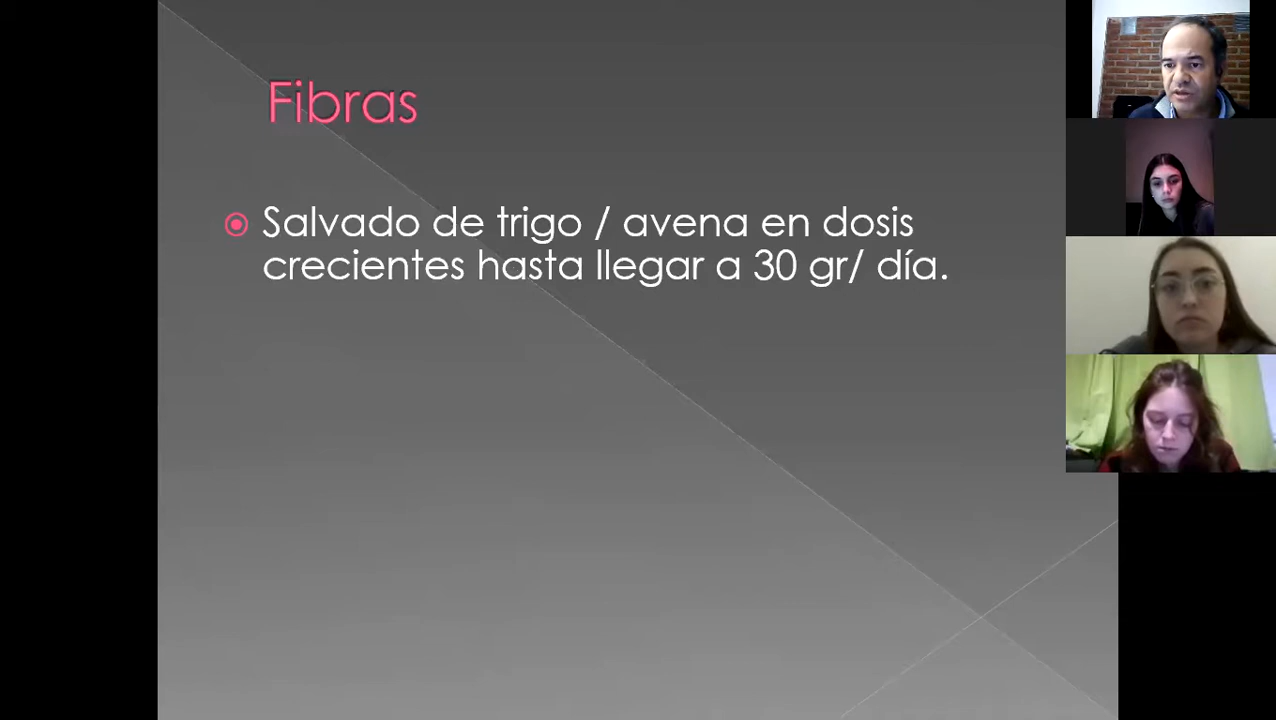 Fibras
Salvado de trigo / avena en dosis
crecientes hasta llegar a 30 gr/ día.